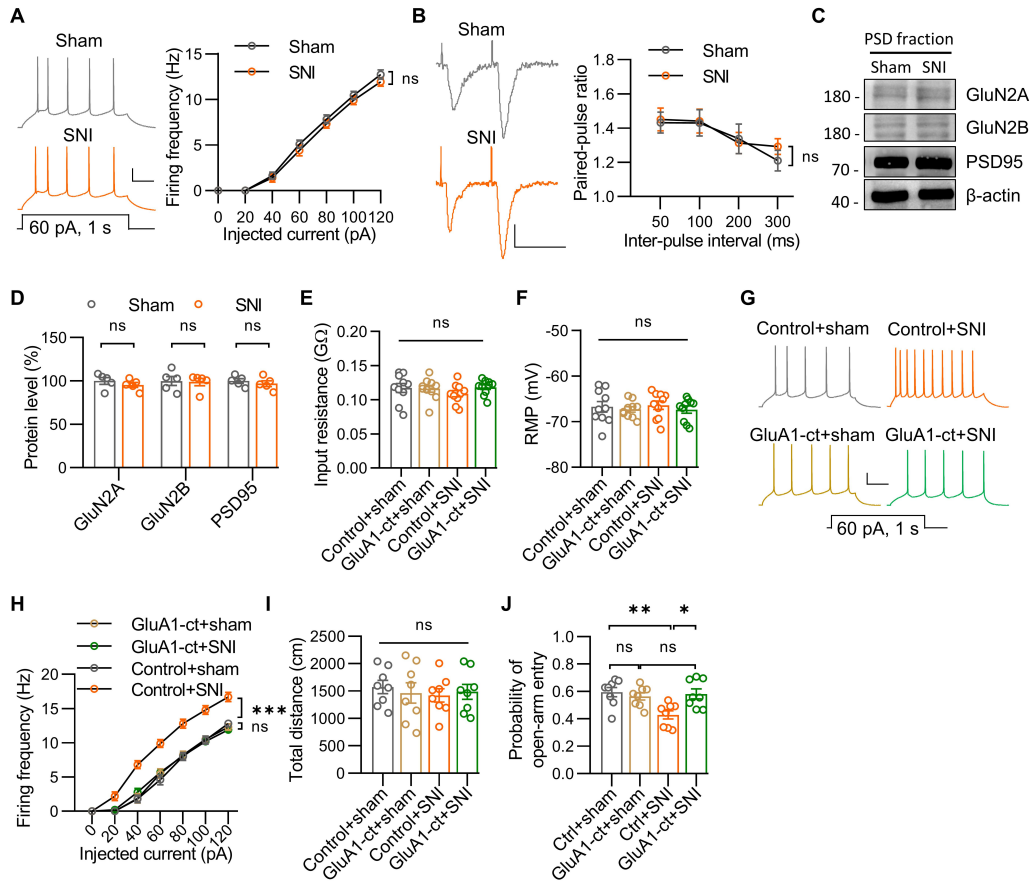 A
Sham
SNI
60 pA, 1 s
Firing frequency (Hz)
15
10
5
0
0 20 40 60 80 100 120
Injected current (pA)
Sham
SNI
ns
B
Sham
SNI
Paired-pulse ratio
1.8
1.6
1.4
1.2
1.0
50 100 200 300
Inter-pulse interval (ms)
Sham
SNI
ns
C
PSD fraction
Sham SNI
180 - GluN2A
180 - GluN2B
70 - PSD95
40 - β-actin
D
Sham SNI
Protein level (%)
150
100
50
0
ns ns ns
GluN2A
GluN2B
PSD95
E
Input resistance (GΩ)
0.20
0.15
0.10
0.05
0.00
ns
Control+sham
GluA1-ct+sham
Control+SNI
GluA1-ct+SNI
F
RMP (mV)
-50
-60
-70
-80
ns
Control+sham
GluA1-ct+sham
Control+SNI
GluA1-ct+SNI
G
Control+sham Control+SNI
GluA1-ct+sham GluA1-ct+SNI
60 pA, 1 s
H
GluA1-ct+sham
GluA1-ct+SNI
Control+sham
Control+SNI
Firing frequency (Hz)
20
15
10
5
0
0 20 40 60 80 100 120
Injected current (pA)
***
ns
I
Total distance (cm)
2500
2000
1500
1000
500
0
ns
Control+sham
GluA1-ct+sham
Control+SNI
GluA1-ct+SNI
J
Probability of
open-arm entry
1.0
0.8
0.6
0.4
0.2
0.0
** *
ns ns
Ctrl+sham
GluA1-ct+sham
Ctrl+SNI
GluA1-ct+SNI